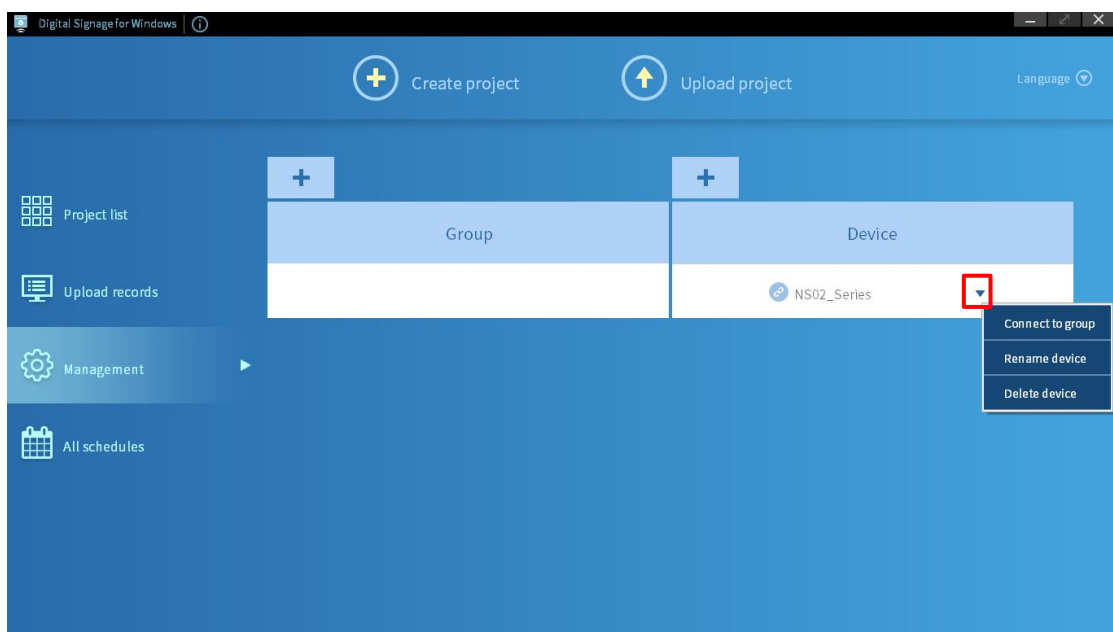 Digital Signage for Windows
Create project
Upload project
Language
Project list
Upload records
Management
All schedules
Group
Device
NS02_Series
Connect to group
Rename device
Delete device